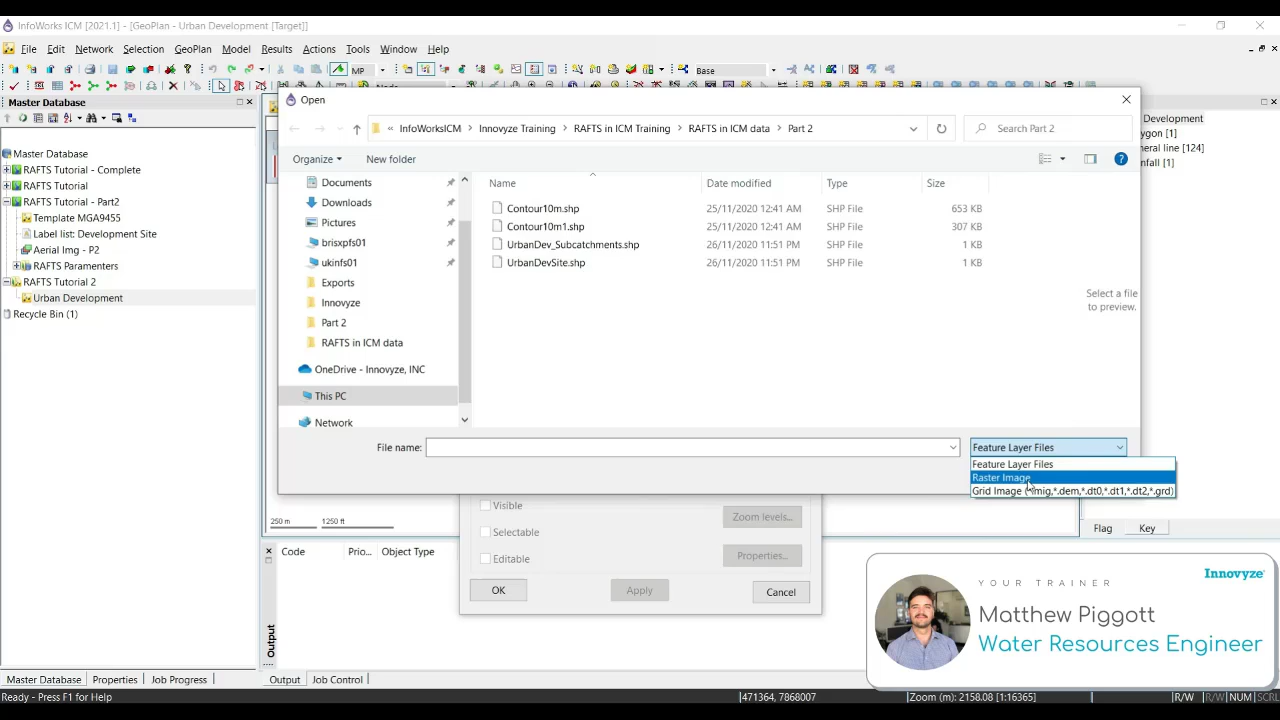 InfoWorks ICM [2021.1] - [GeoPlan - Urban Development [Target]]
File Edit Network Selection GeoPlan Model Results Actions Tools Window Help
MP
Base
Master Database
Master Database
RAFTS Tutorial - Complete
RAFTS Tutorial
RAFTS Tutorial - Part2
Template MGA9455
Label list: Development Site
Aerial Img - P2
RAFTS Paramenters
RAFTS Tutorial 2
Urban Development
Recycle Bin (1)
Open
« InfoWorksICM > Innovyze Training > RAFTS in ICM Training > RAFTS in ICM data > Part 2
Search Part 2
Organize
New folder
Documents
Downloads
Pictures
brisxpfs01
ukinfs01
Exports
Innovyze
Part 2
RAFTS in ICM data
OneDrive - Innovyze, INC
This PC
Network
Name Date modified Type Size
Contour10m.shp 25/11/2020 12:41 AM SHP File 653 KB
Contour10m1.shp 25/11/2020 12:41 AM SHP File 307 KB
UrbanDev_Subcatchments.shp 26/11/2020 11:51 PM SHP File 1 KB
UrbanDevSite.shp 26/11/2020 11:51 PM SHP File 1 KB
Select a file
to preview.
File name:
Feature Layer Files
Feature Layer Files
Raster Image
Grid Image (*.mig,*.dem,*.dt0,*.dt1,*.dt2,*.grd)
Development
ygon [1]
neral line [124]
nfall [1]
250 m 1250 ft
Visible
Selectable
Editable
Zoom levels...
Properties...
OK Apply Cancel
Flag Key
Code Prio... Object Type
Output
Innovyze
YOUR TRAINER
Matthew Piggott
Water Resources Engineer
Master Database Properties Job Progress
Output Job Control
Ready - Press F1 for Help
471364, 7868007
Zoom (m): 2158.08 [1:16365]
R/W R/W NUM SCRL